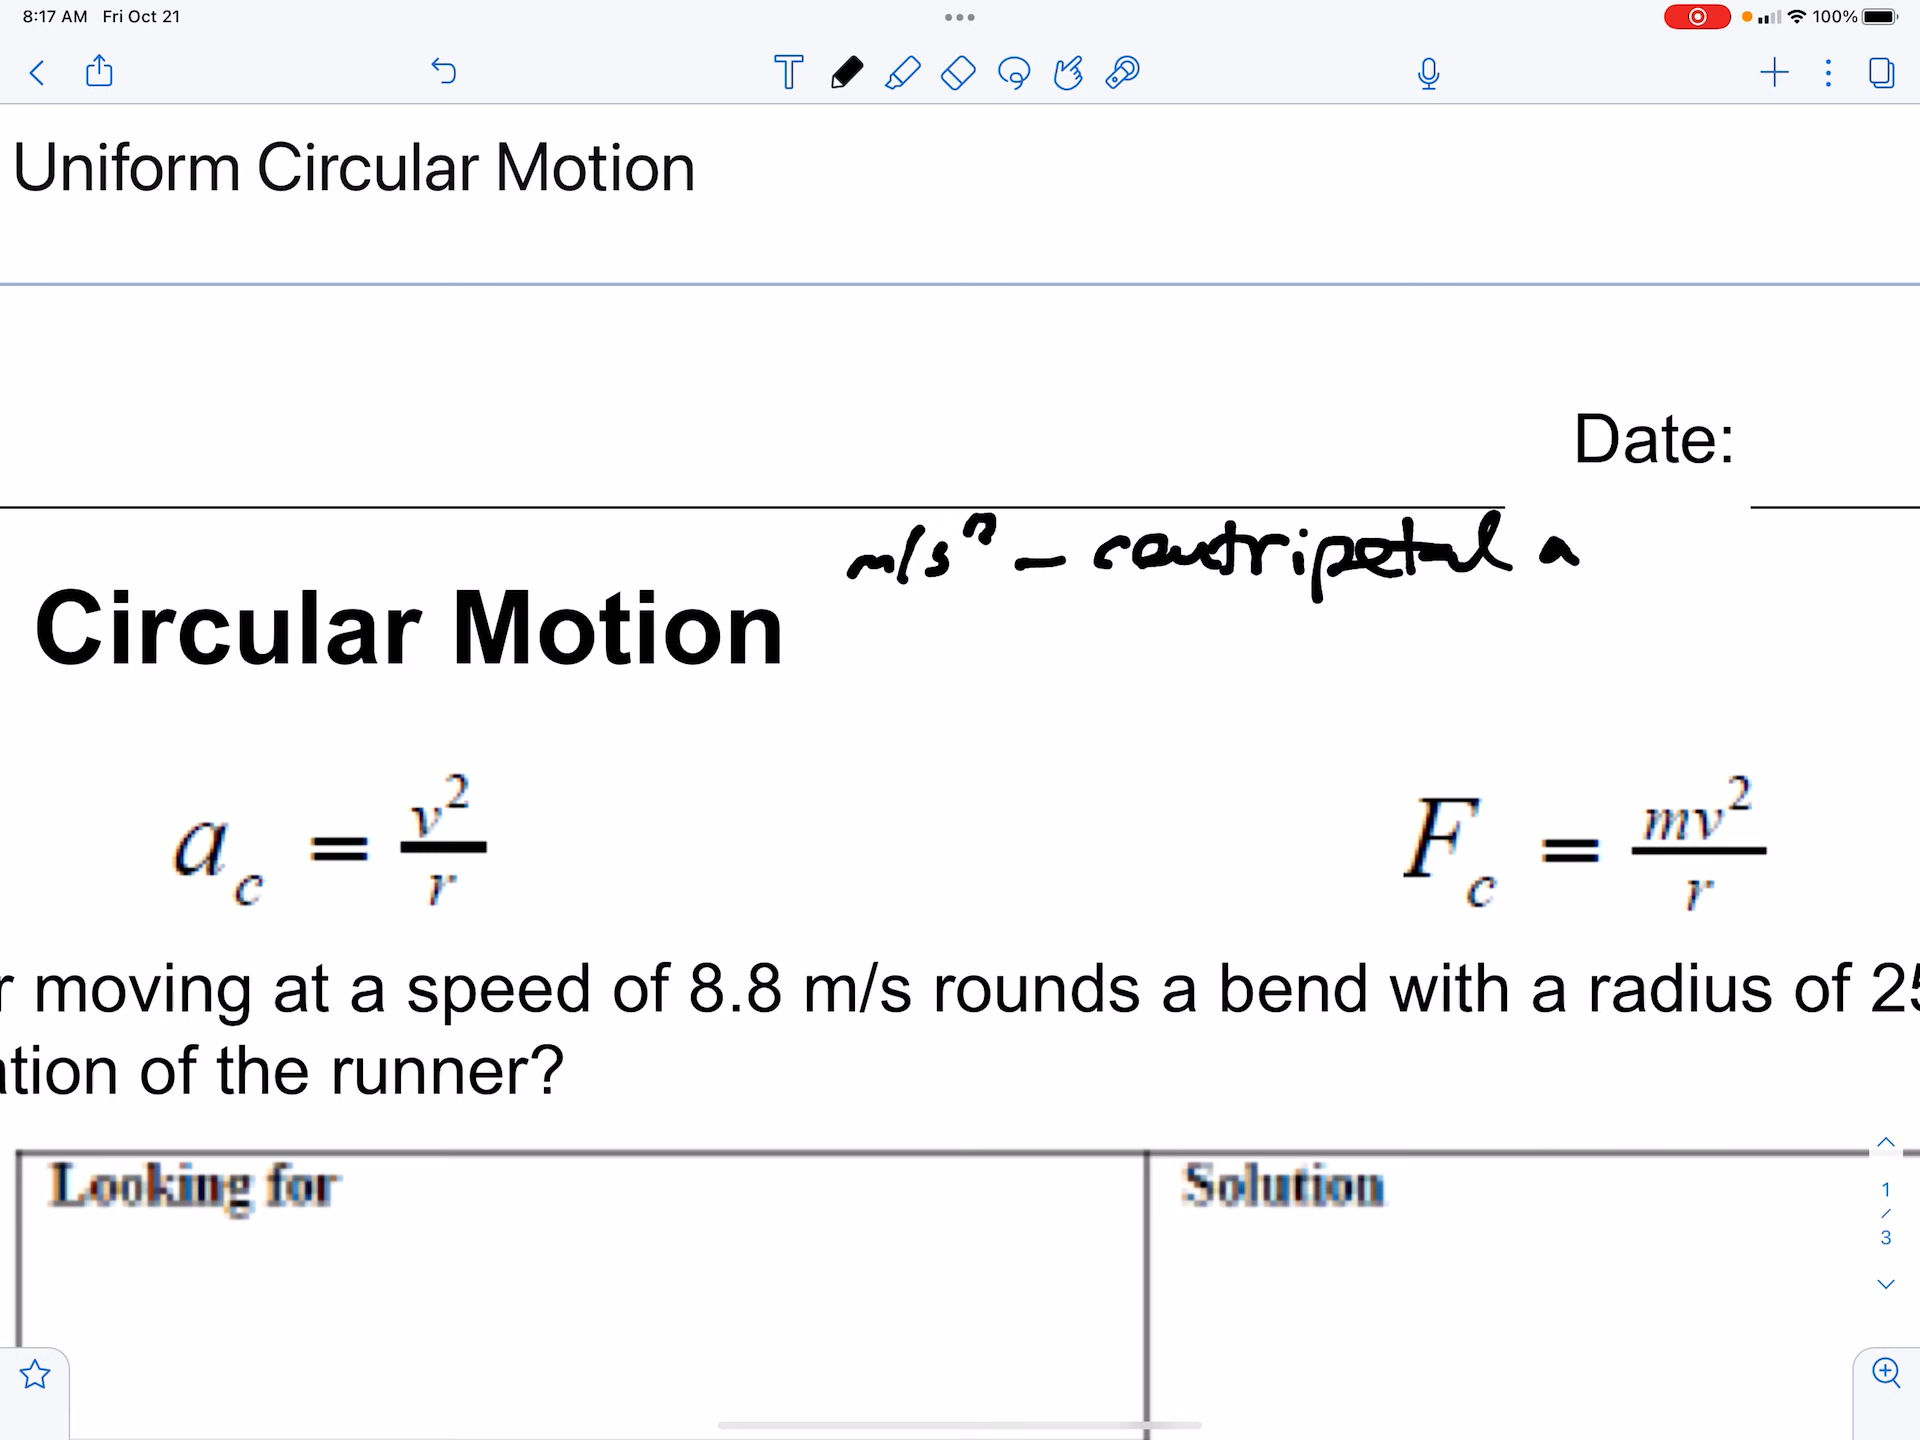 8:17 AM Fri Oct 21
100%
Uniform Circular Motion
Date:
m/s² – centripetal a
Circular Motion
a_c = v²/r
F_c = mv²/r
r moving at a speed of 8.8 m/s rounds a bend with a radius of 25
ation of the runner?
Looking for
Solution
1
/
3